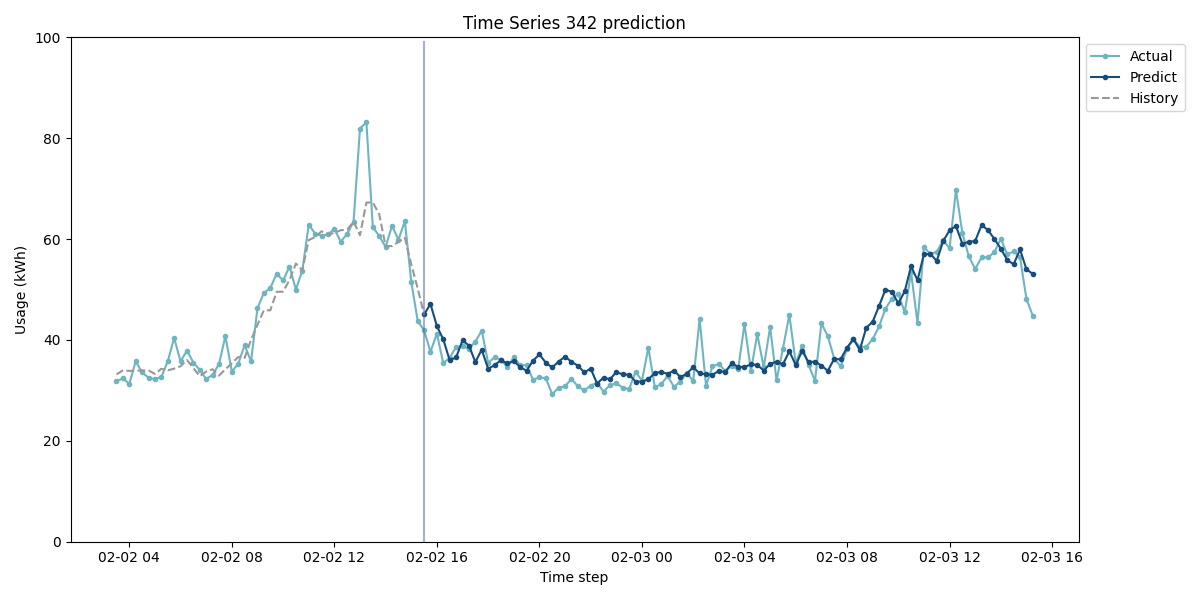 Time Series 342 prediction
100
80
60
40
20
0
Usage (kWh)
02-02 04
02-02 08
02-02 12
02-02 16
02-02 20
02-03 00
02-03 04
02-03 08
02-03 12
02-03 16
Time step
Actual
Predict
History